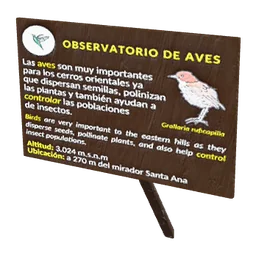 OBSERVATORIO DE AVES
Las aves son muy importantes
para los cerros orientales ya
que dispersan semillas, polinizan
las plantas y también ayudan a
controlar las poblaciones
de insectos.
Grallaria ruficapilla
Birds are very important to the eastern hills as they
disperse seeds, pollinate plants, and also help control
insect populations.
Altitud: 3.024 m.s.n.m
Ubicación: a 270 m del mirador Santa Ana